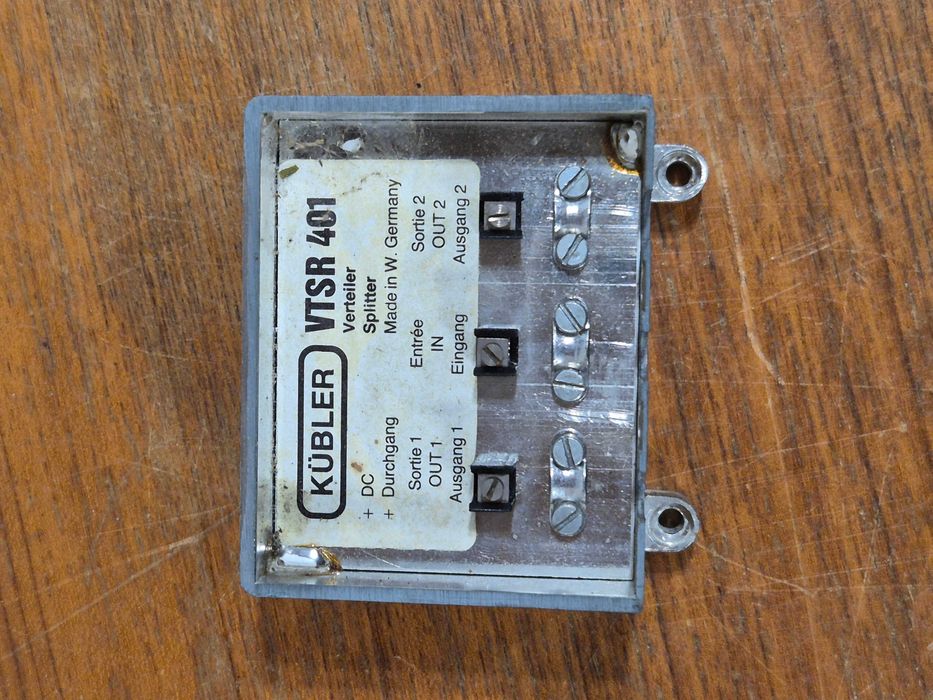 KÜBLER VTSR 401
Verteiler
Splitter
+ DC
+ Durchgang
Made in W. Germany
Sortie 1 Entrée Sortie 2
OUT 1 IN OUT 2
Ausgang 1 Eingang Ausgang 2